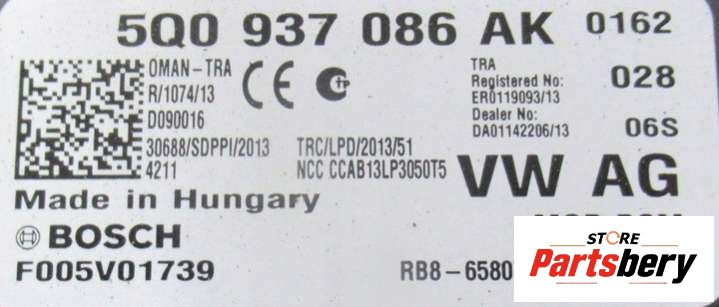 5Q0 937 086 AK 0162
OMAN-TRA
R/1074/13
D090016
30688/SDPPI/2013
4211
CE
TRC/LPD/2013/51
NCC CCAB13LP3050T5
TRA
Registered No:
ER0119093/13
Dealer No:
DA01142206/13
028
06S
VW AG
Made in Hungary
BOSCH
F005V01739
RB8-6580
STORE
Partsbery